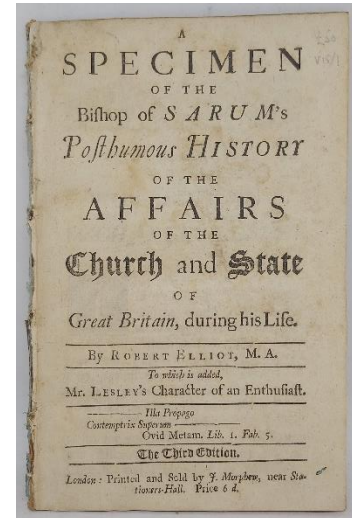 A
SPECIMEN
OF THE
Biſhop of SARUM's
Poſthumous HISTORY
OF THE
AFFAIRS
OF THE
Church and State
OF
Great Britain, during his Life.
By ROBERT ELLIOT, M. A.
To which is added,
Mr. LESLEY's Character of an Enthuſiaſt.
Illa Propago
Contemptrix Superum
Ovid Metam. Lib. 1. Fab. 5.
The Third Edition.
London: Printed and Sold by J. Morphew, near Sta-
tioners-Hall. Price 6 d.